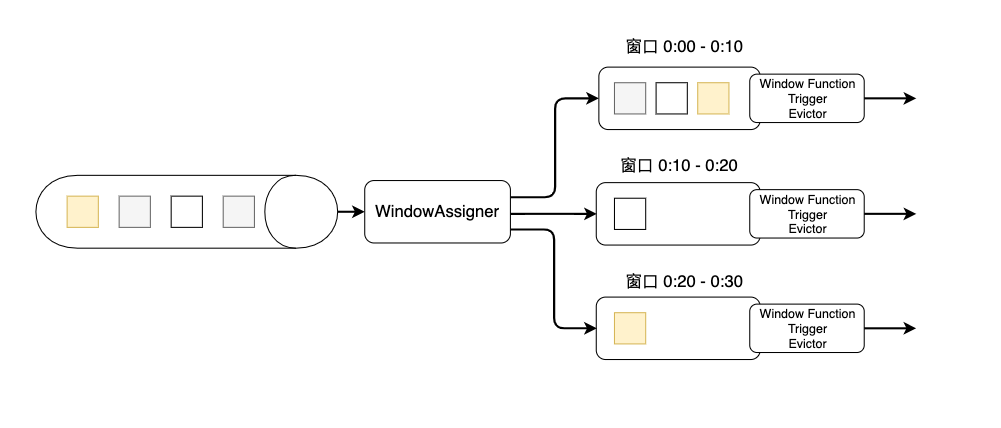 窗口 0:00 - 0:10
Window Function
Trigger
Evictor
WindowAssigner
窗口 0:10 - 0:20
Window Function
Trigger
Evictor
窗口 0:20 - 0:30
Window Function
Trigger
Evictor